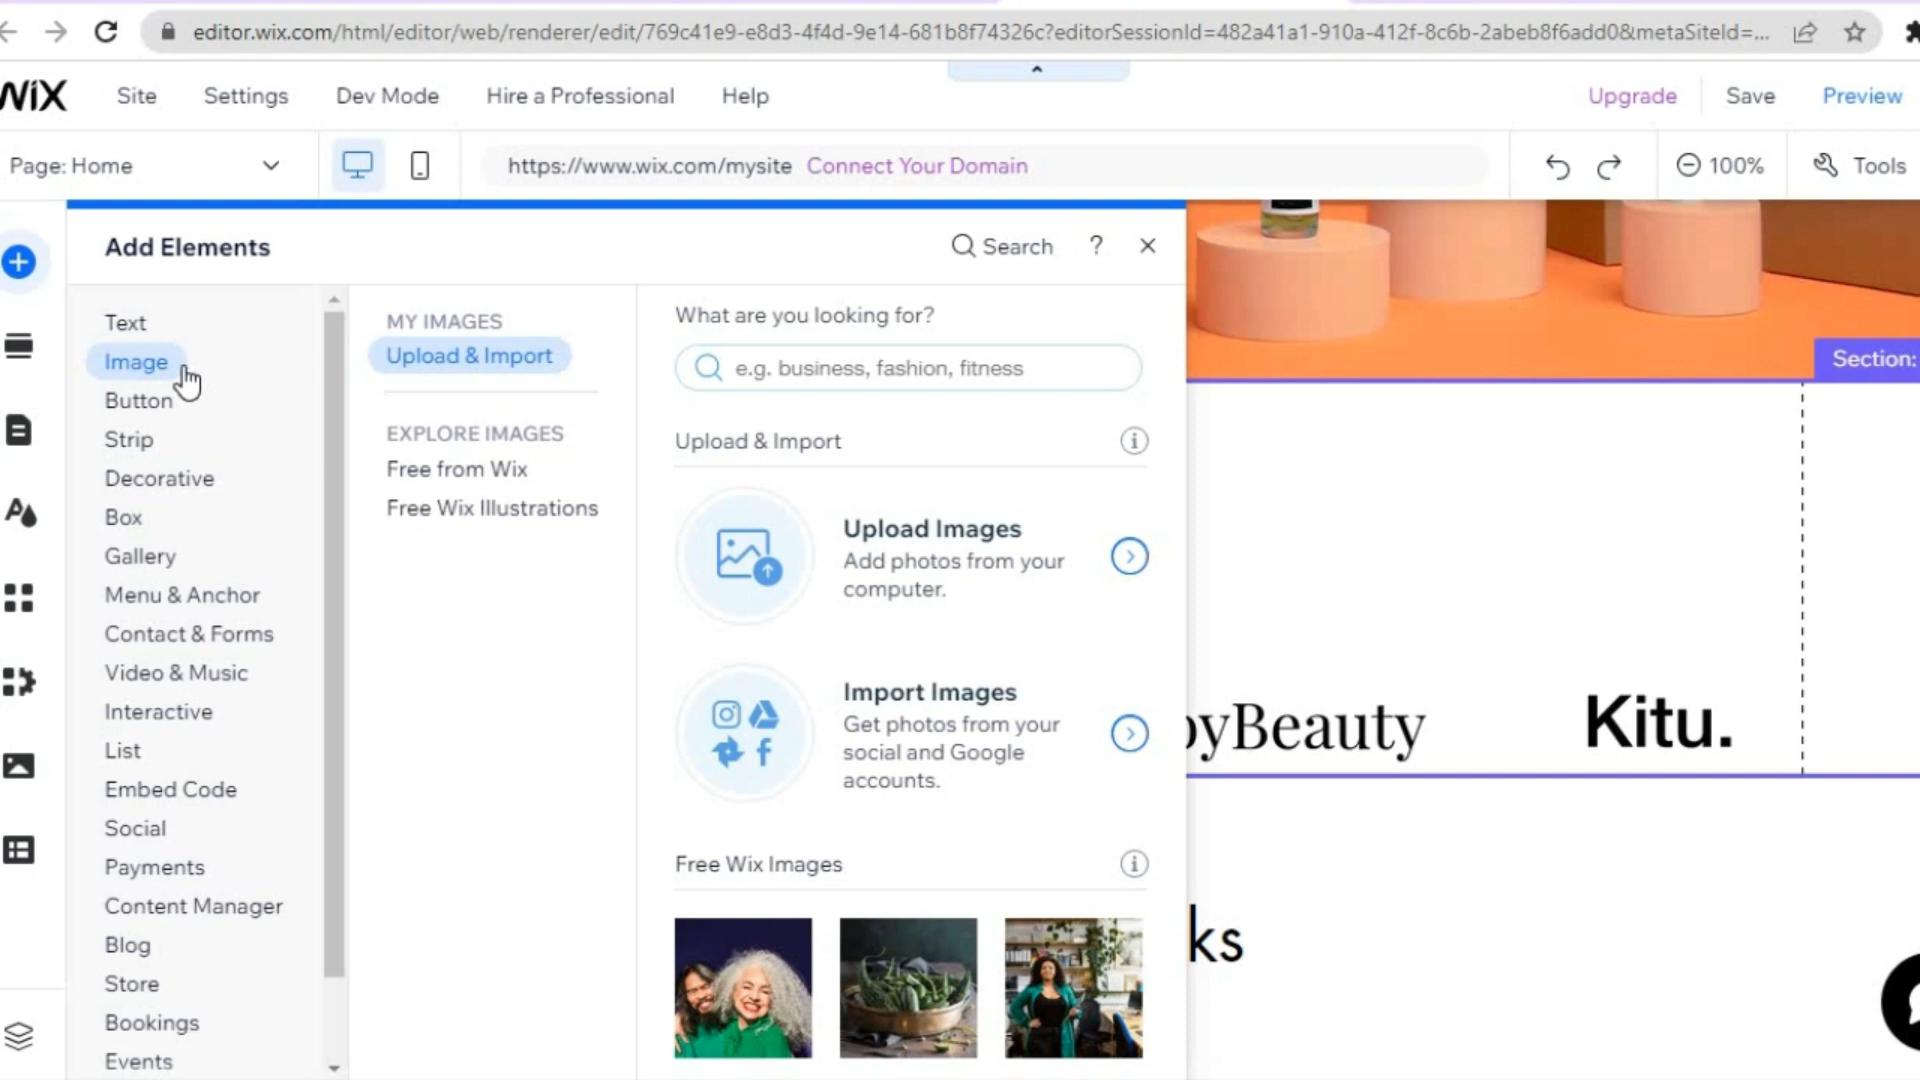 editor.wix.com/html/editor/web/renderer/edit/769c41e9-e8d3-4f4d-9e14-681b8f74326c?editorSessionId=482a41a1-910a-412f-8c6b-2abeb8f6add0&metaSiteId=...
WiX Site Settings Dev Mode Hire a Professional Help Upgrade Save Preview
Page: Home https://www.wix.com/mysite Connect Your Domain 100% Tools
Add Elements Search ?
Text
Image
Button
Strip
Decorative
Box
Gallery
Menu & Anchor
Contact & Forms
Video & Music
Interactive
List
Embed Code
Social
Payments
Content Manager
Blog
Store
Bookings
Events
MY IMAGES
Upload & Import
EXPLORE IMAGES
Free from Wix
Free Wix Illustrations
What are you looking for?
e.g. business, fashion, fitness
Upload & Import
Upload Images
Add photos from your
computer.
Import Images
Get photos from your
social and Google
accounts.
Free Wix Images
Section:
byBeauty
Kitu.
ks